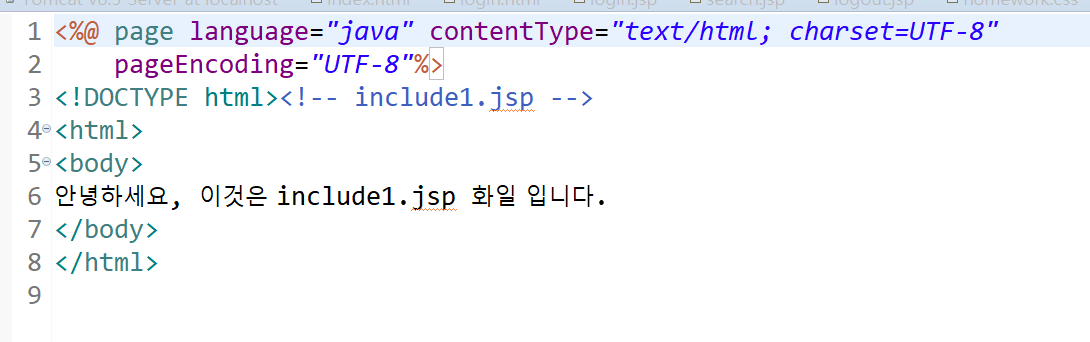 Tomcat v8.5 Server at localhost index.html login.html login.jsp search.jsp logout.jsp homework.css
1 <%@ page language="java" contentType="text/html; charset=UTF-8"
2 pageEncoding="UTF-8"%>
3 <!DOCTYPE html><!-- include1.jsp -->
4 <html>
5 <body>
6 안녕하세요, 이것은 include1.jsp 화일 입니다.
7 </body>
8 </html>
9